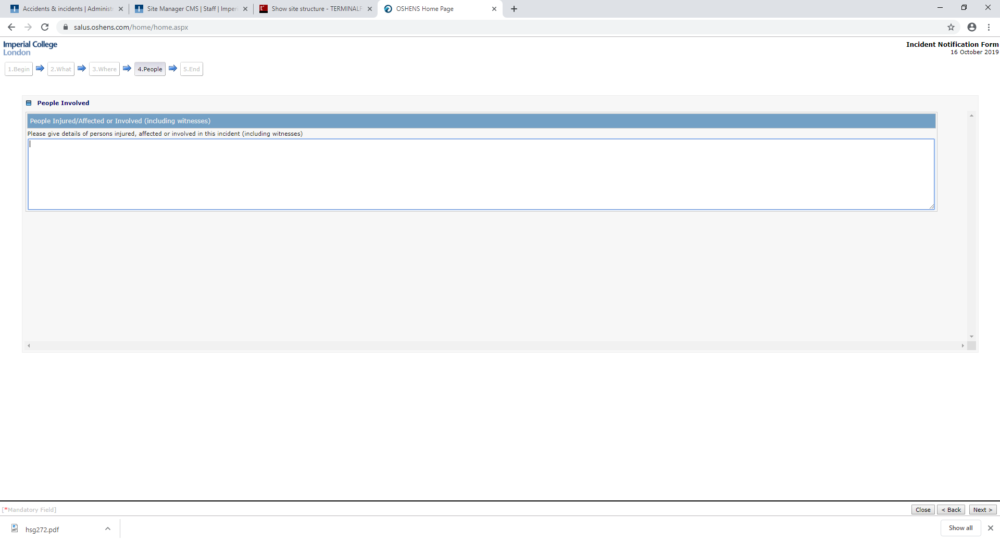 Accidents & incidents | Administ
Site Manager CMS | Staff | Imperi
Show site structure - TERMINALF
OSHENS Home Page
salus.oshens.com/home/home.aspx
Imperial College
London
Incident Notification Form
16 October 2019
1.Begin
2.What
3.Where
4.People
5.End
People Involved
People Injured/Affected or Involved (including witnesses)
Please give details of persons injured, affected or involved in this incident (including witnesses)
[*Mandatory Field]
Close
< Back
Next >
hsg272.pdf
Show all